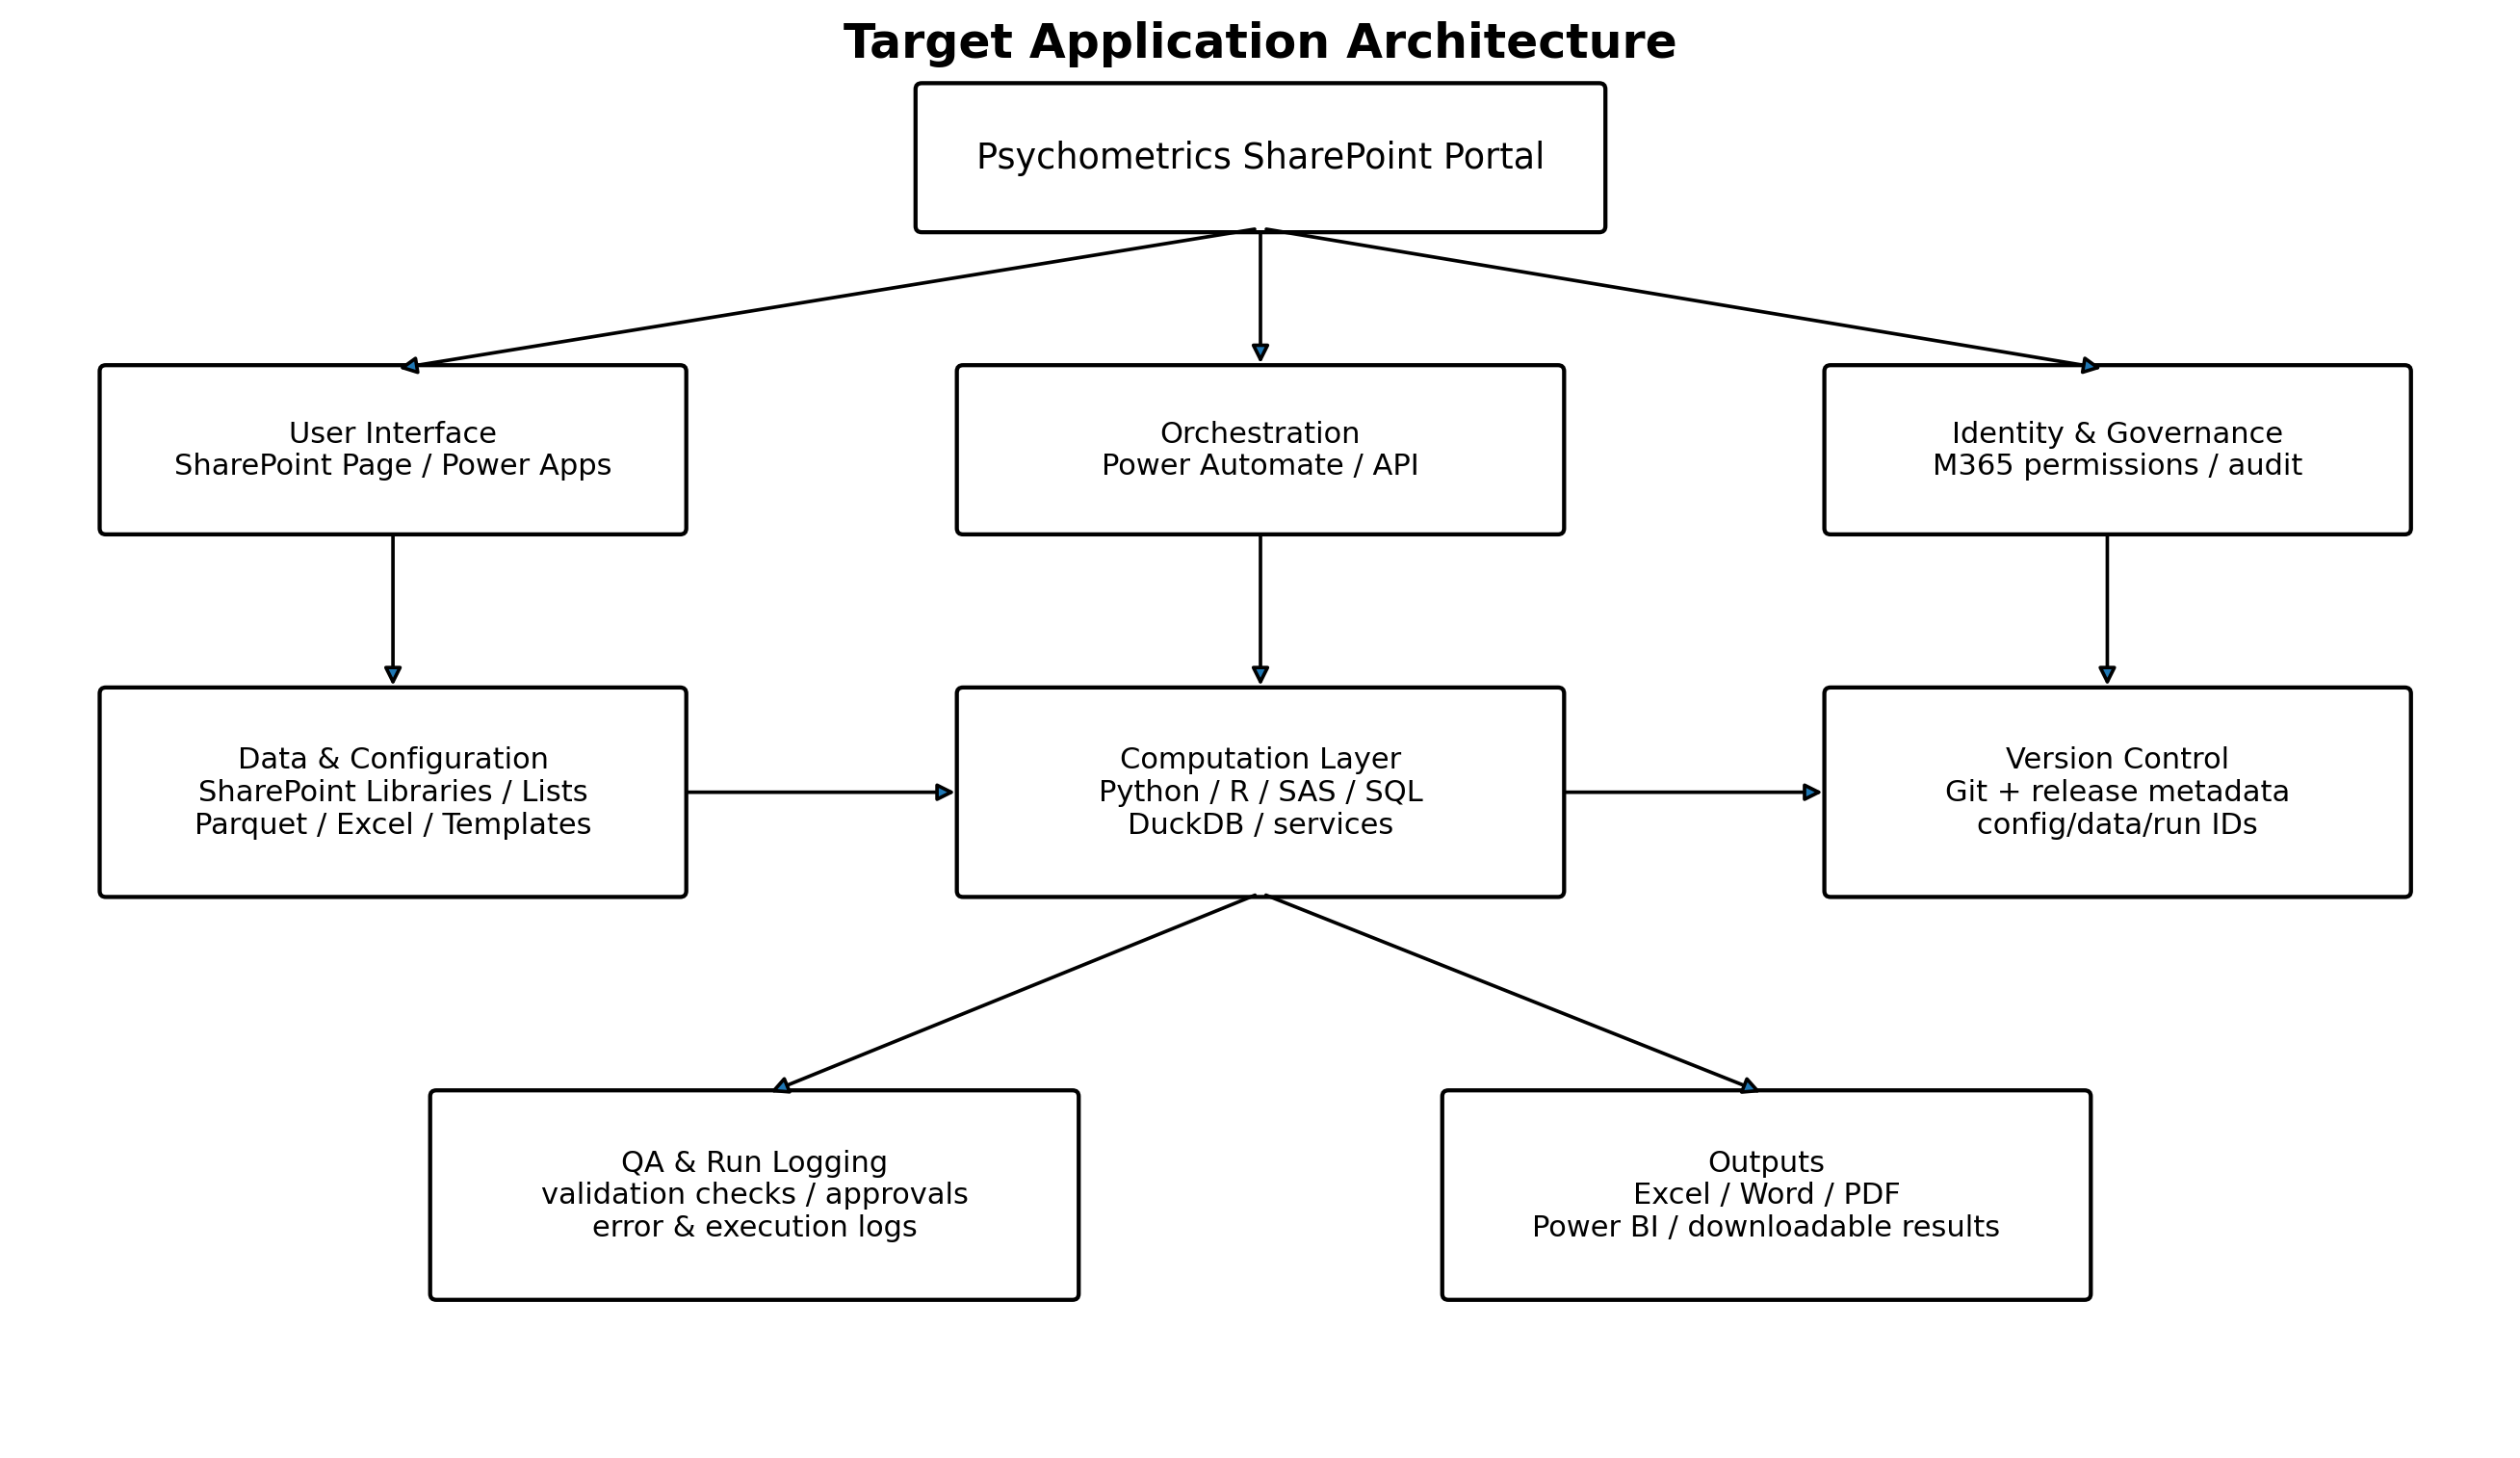 Target Application Architecture
Psychometrics SharePoint Portal
User Interface
SharePoint Page / Power Apps
Orchestration
Power Automate / API
Identity & Governance
M365 permissions / audit
Data & Configuration
SharePoint Libraries / Lists
Parquet / Excel / Templates
Computation Layer
Python / R / SAS / SQL
DuckDB / services
Version Control
Git + release metadata
config/data/run IDs
QA & Run Logging
validation checks / approvals
error & execution logs
Outputs
Excel / Word / PDF
Power BI / downloadable results